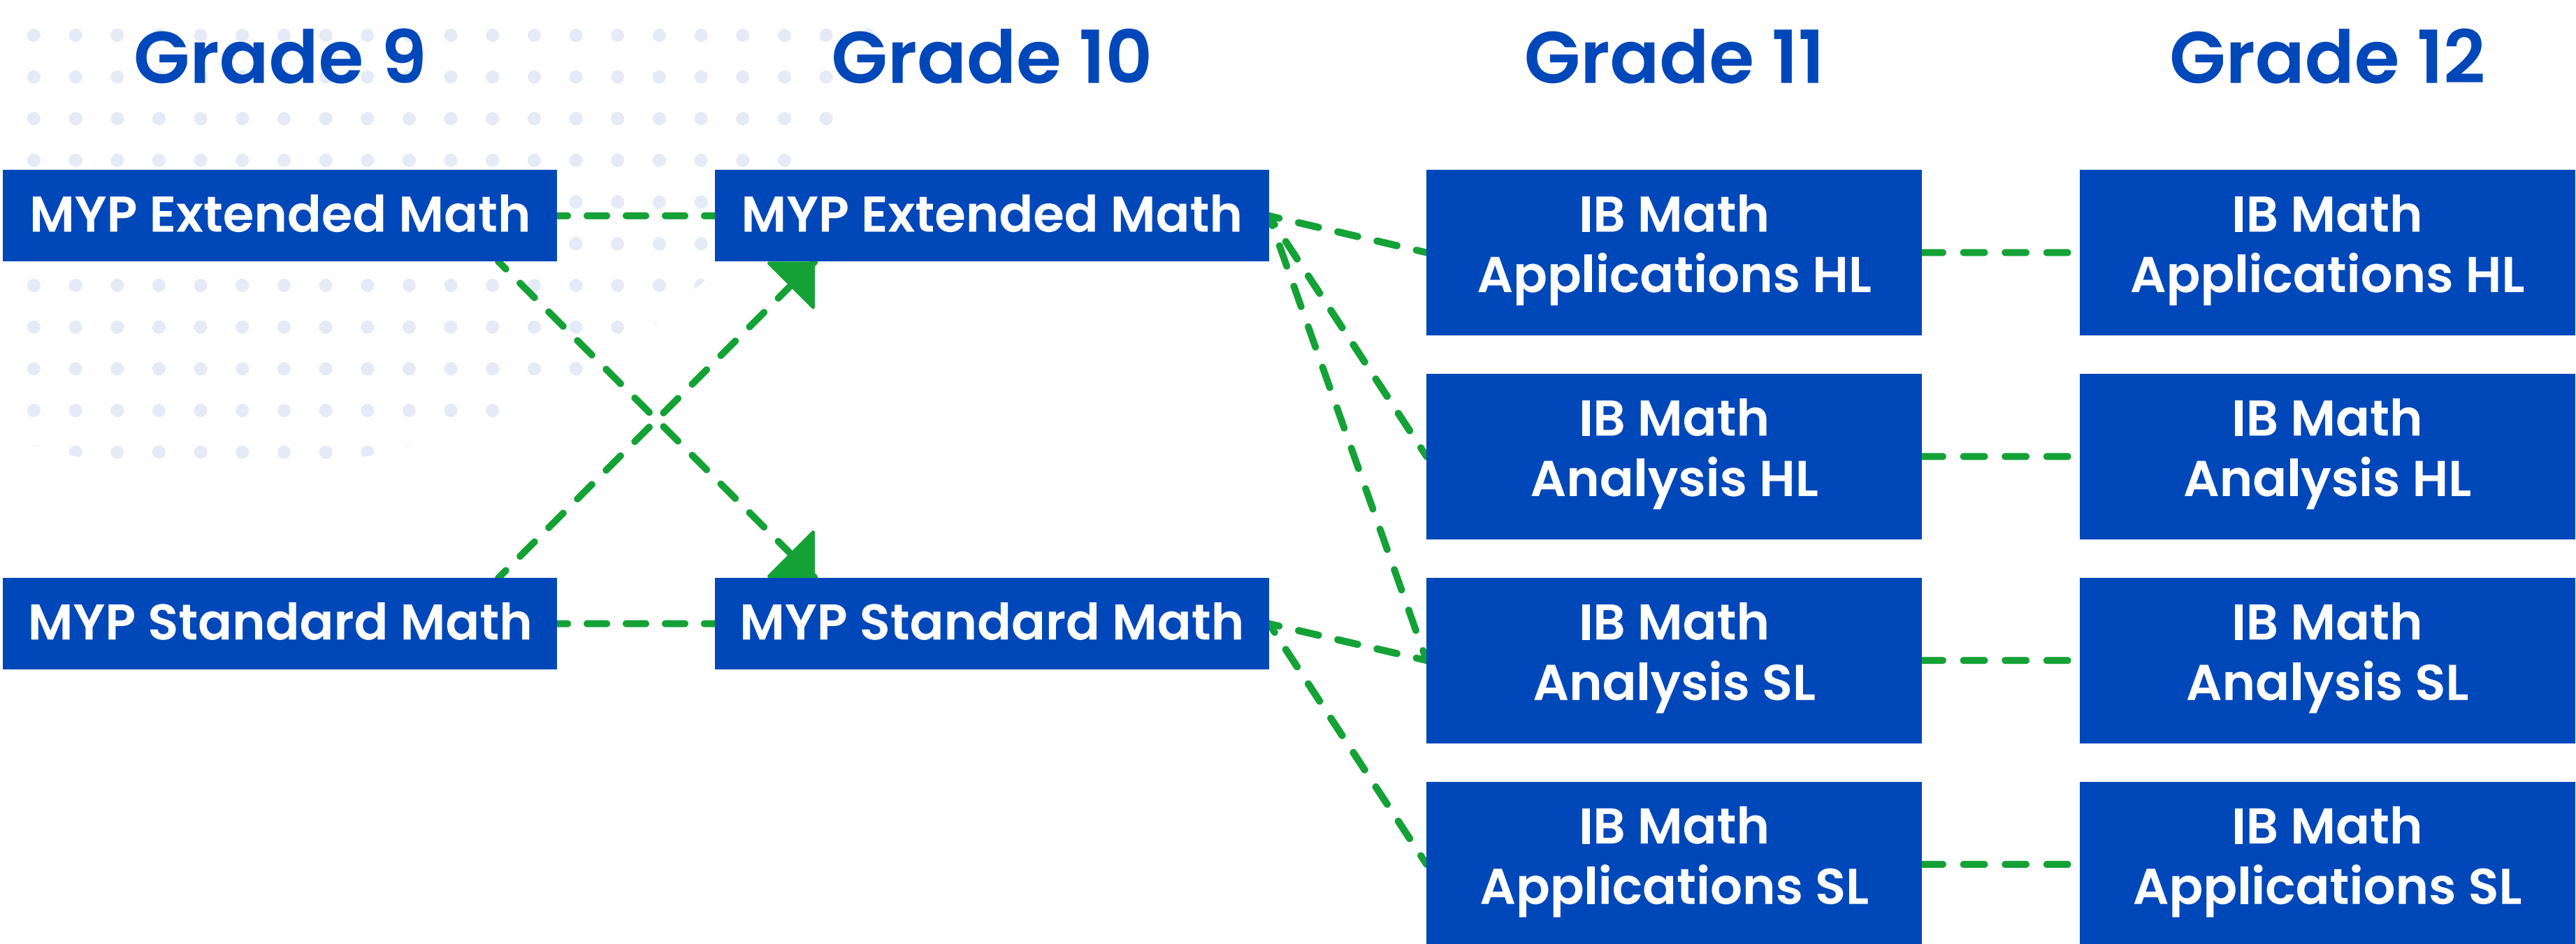 Grade 9
Grade 10
Grade 11
Grade 12
MYP Extended Math
MYP Extended Math
IB Math
Applications HL
IB Math
Applications HL
IB Math
Analysis HL
IB Math
Analysis HL
MYP Standard Math
MYP Standard Math
IB Math
Analysis SL
IB Math
Analysis SL
IB Math
Applications SL
IB Math
Applications SL